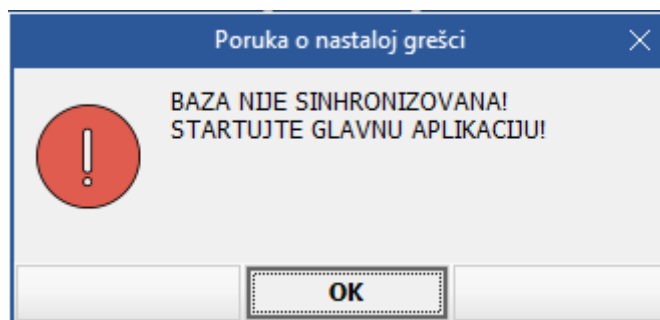 Poruka o nastaloj grešci
BAZA NIJE SINHRONIZOVANA!
STARTUJTE GLAVNU APLIKACIJU!
OK